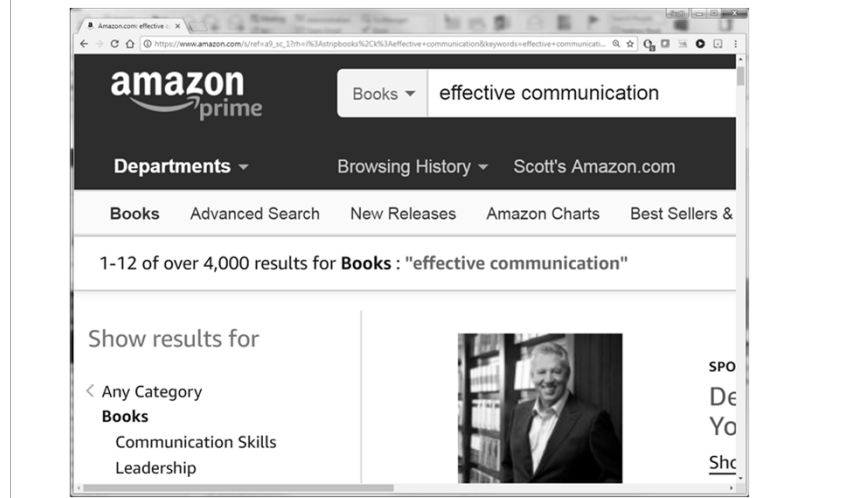 Amazon.com: effective c
https://www.amazon.com/s/ref=a9_sc_1?rh=i%3Astripbooks%2Ck%3Aeffective+communication&keywords=effective+communicati...
amazon
prime
Books
effective communication
Departments
Browsing History
Scott's Amazon.com
Books
Advanced Search
New Releases
Amazon Charts
Best Sellers &
1-12 of over 4,000 results for Books : "effective communication"
Show results for
Any Category
Books
Communication Skills
Leadership
SPO
De
Yo
Sho